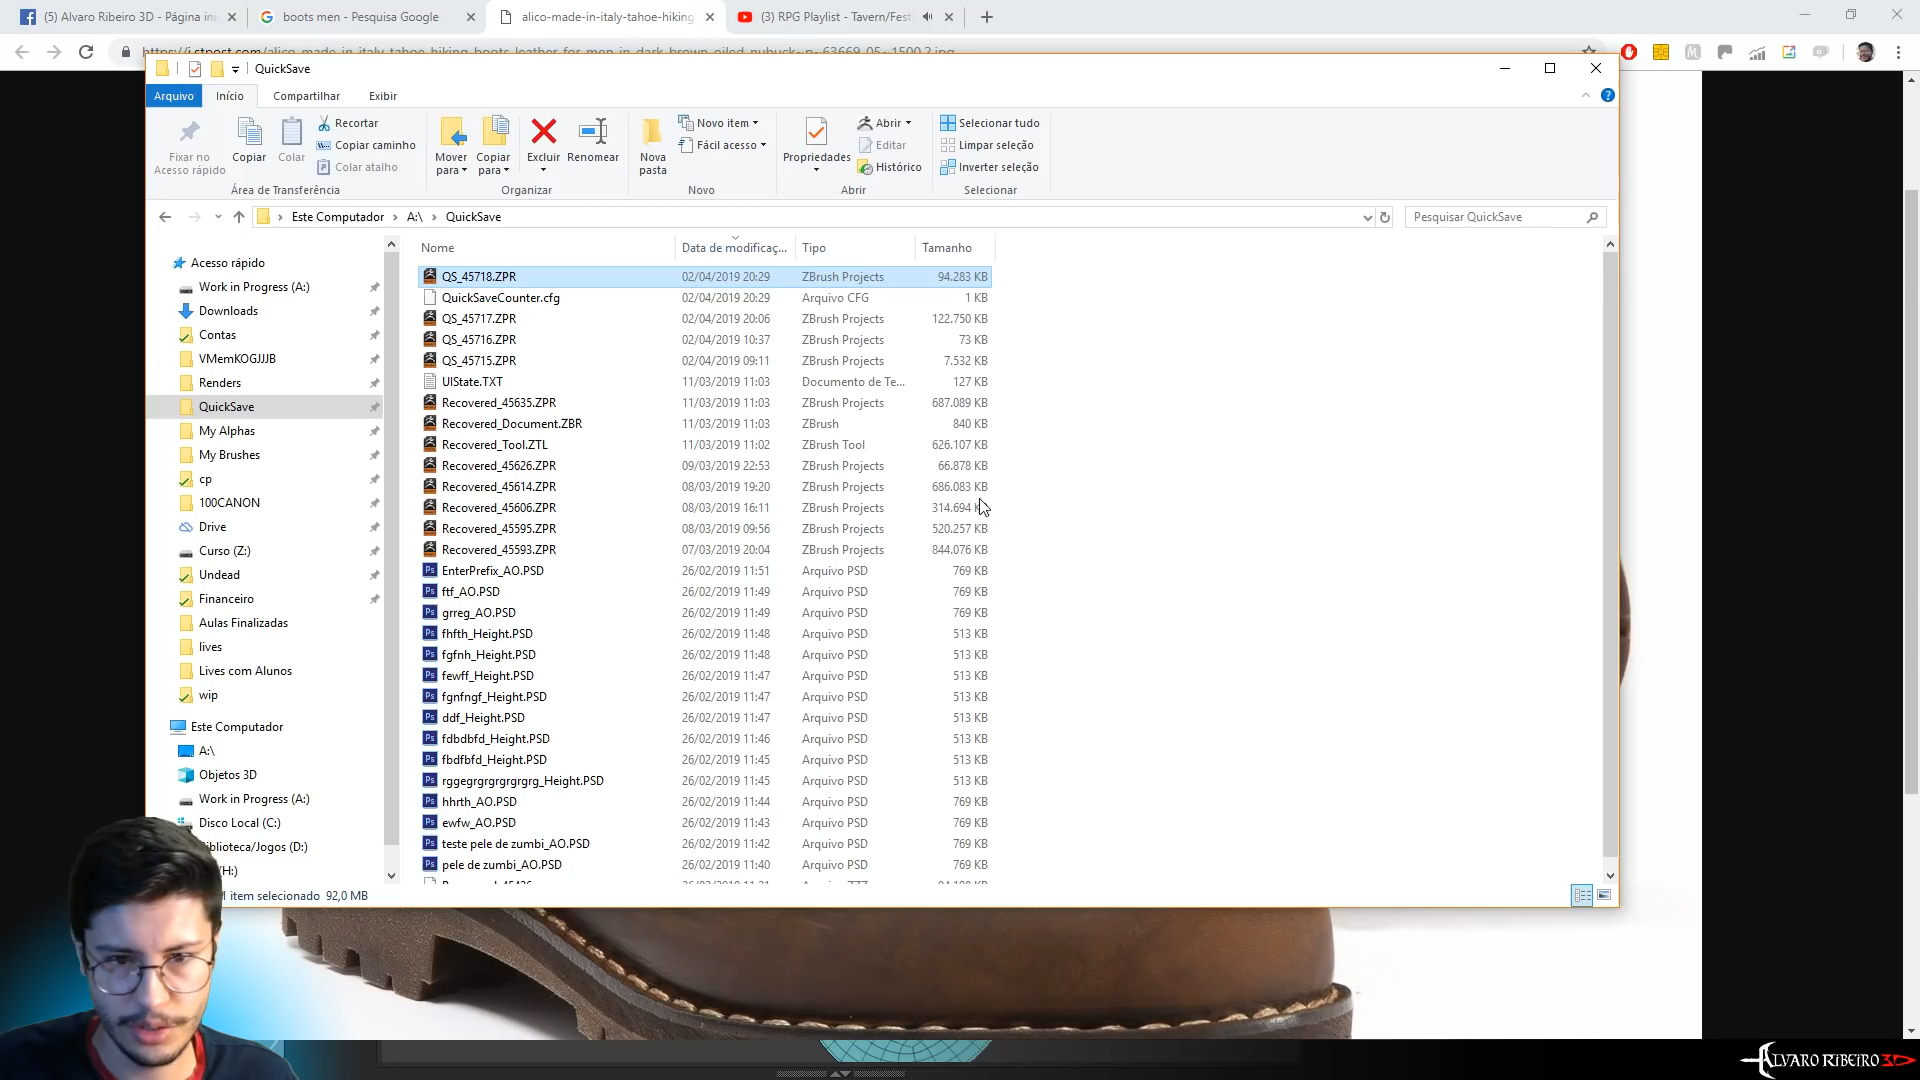 (5) Alvaro Ribeiro 3D - Página ini
boots men - Pesquisa Google
alico-made-in-italy-tahoe-hiking
(3) RPG Playlist - Tavern/Fest
QuickSave
Arquivo
Início
Compartilhar
Exibir
Fixar no
Acesso rápido
Copiar
Colar
Recortar
Copiar caminho
Colar atalho
Mover
para
Copiar
para
Excluir
Renomear
Nova
pasta
Novo item
Fácil acesso
Propriedades
Abrir
Editar
Histórico
Selecionar tudo
Limpar seleção
Inverter seleção
Área de Transferência
Organizar
Novo
Abrir
Selecionar
Este Computador
A:\
QuickSave
Pesquisar QuickSave
Nome
Data de modificaç...
Tipo
Tamanho
Acesso rápido
Work in Progress (A:)
Downloads
Contas
VMemKOGJJJB
Renders
QuickSave
My Alphas
My Brushes
cp
100CANON
Drive
Curso (Z:)
Undead
Financeiro
Aulas Finalizadas
lives
Lives com Alunos
wip
Este Computador
A:\
Objetos 3D
Work in Progress (A:)
Disco Local (C:)
iblioteca/Jogos (D:)
(H:)
QS_45718.ZPR 02/04/2019 20:29 ZBrush Projects 94.283 KB
QuickSaveCounter.cfg 02/04/2019 20:29 Arquivo CFG 1 KB
QS_45717.ZPR 02/04/2019 20:06 ZBrush Projects 122.750 KB
QS_45716.ZPR 02/04/2019 10:37 ZBrush Projects 73 KB
QS_45715.ZPR 02/04/2019 09:11 ZBrush Projects 7.532 KB
UIState.TXT 11/03/2019 11:03 Documento de Te... 127 KB
Recovered_45635.ZPR 11/03/2019 11:03 ZBrush Projects 687.089 KB
Recovered_Document.ZBR 11/03/2019 11:03 ZBrush 840 KB
Recovered_Tool.ZTL 11/03/2019 11:02 ZBrush Tool 626.107 KB
Recovered_45626.ZPR 09/03/2019 22:53 ZBrush Projects 66.878 KB
Recovered_45614.ZPR 08/03/2019 19:20 ZBrush Projects 686.083 KB
Recovered_45606.ZPR 08/03/2019 16:11 ZBrush Projects 314.694
Recovered_45595.ZPR 08/03/2019 09:56 ZBrush Projects 520.257 KB
Recovered_45593.ZPR 07/03/2019 20:04 ZBrush Projects 844.076 KB
EnterPrefix_AO.PSD 26/02/2019 11:51 Arquivo PSD 769 KB
ftf_AO.PSD 26/02/2019 11:49 Arquivo PSD 769 KB
grreg_AO.PSD 26/02/2019 11:49 Arquivo PSD 769 KB
fhfth_Height.PSD 26/02/2019 11:48 Arquivo PSD 513 KB
fgfnh_Height.PSD 26/02/2019 11:48 Arquivo PSD 513 KB
fewff_Height.PSD 26/02/2019 11:47 Arquivo PSD 513 KB
fgnfngf_Height.PSD 26/02/2019 11:47 Arquivo PSD 513 KB
ddf_Height.PSD 26/02/2019 11:47 Arquivo PSD 513 KB
fdbdbfd_Height.PSD 26/02/2019 11:46 Arquivo PSD 513 KB
fbdfbfd_Height.PSD 26/02/2019 11:45 Arquivo PSD 513 KB
rggegrgrgrgrgrg_Height.PSD 26/02/2019 11:45 Arquivo PSD 513 KB
hhrth_AO.PSD 26/02/2019 11:44 Arquivo PSD 769 KB
ewfw_AO.PSD 26/02/2019 11:43 Arquivo PSD 769 KB
teste pele de zumbi_AO.PSD 26/02/2019 11:42 Arquivo PSD 769 KB
pele de zumbi_AO.PSD 26/02/2019 11:40 Arquivo PSD 769 KB
1 item selecionado 92,0 MB
ALVARO RIBEIRO 3D